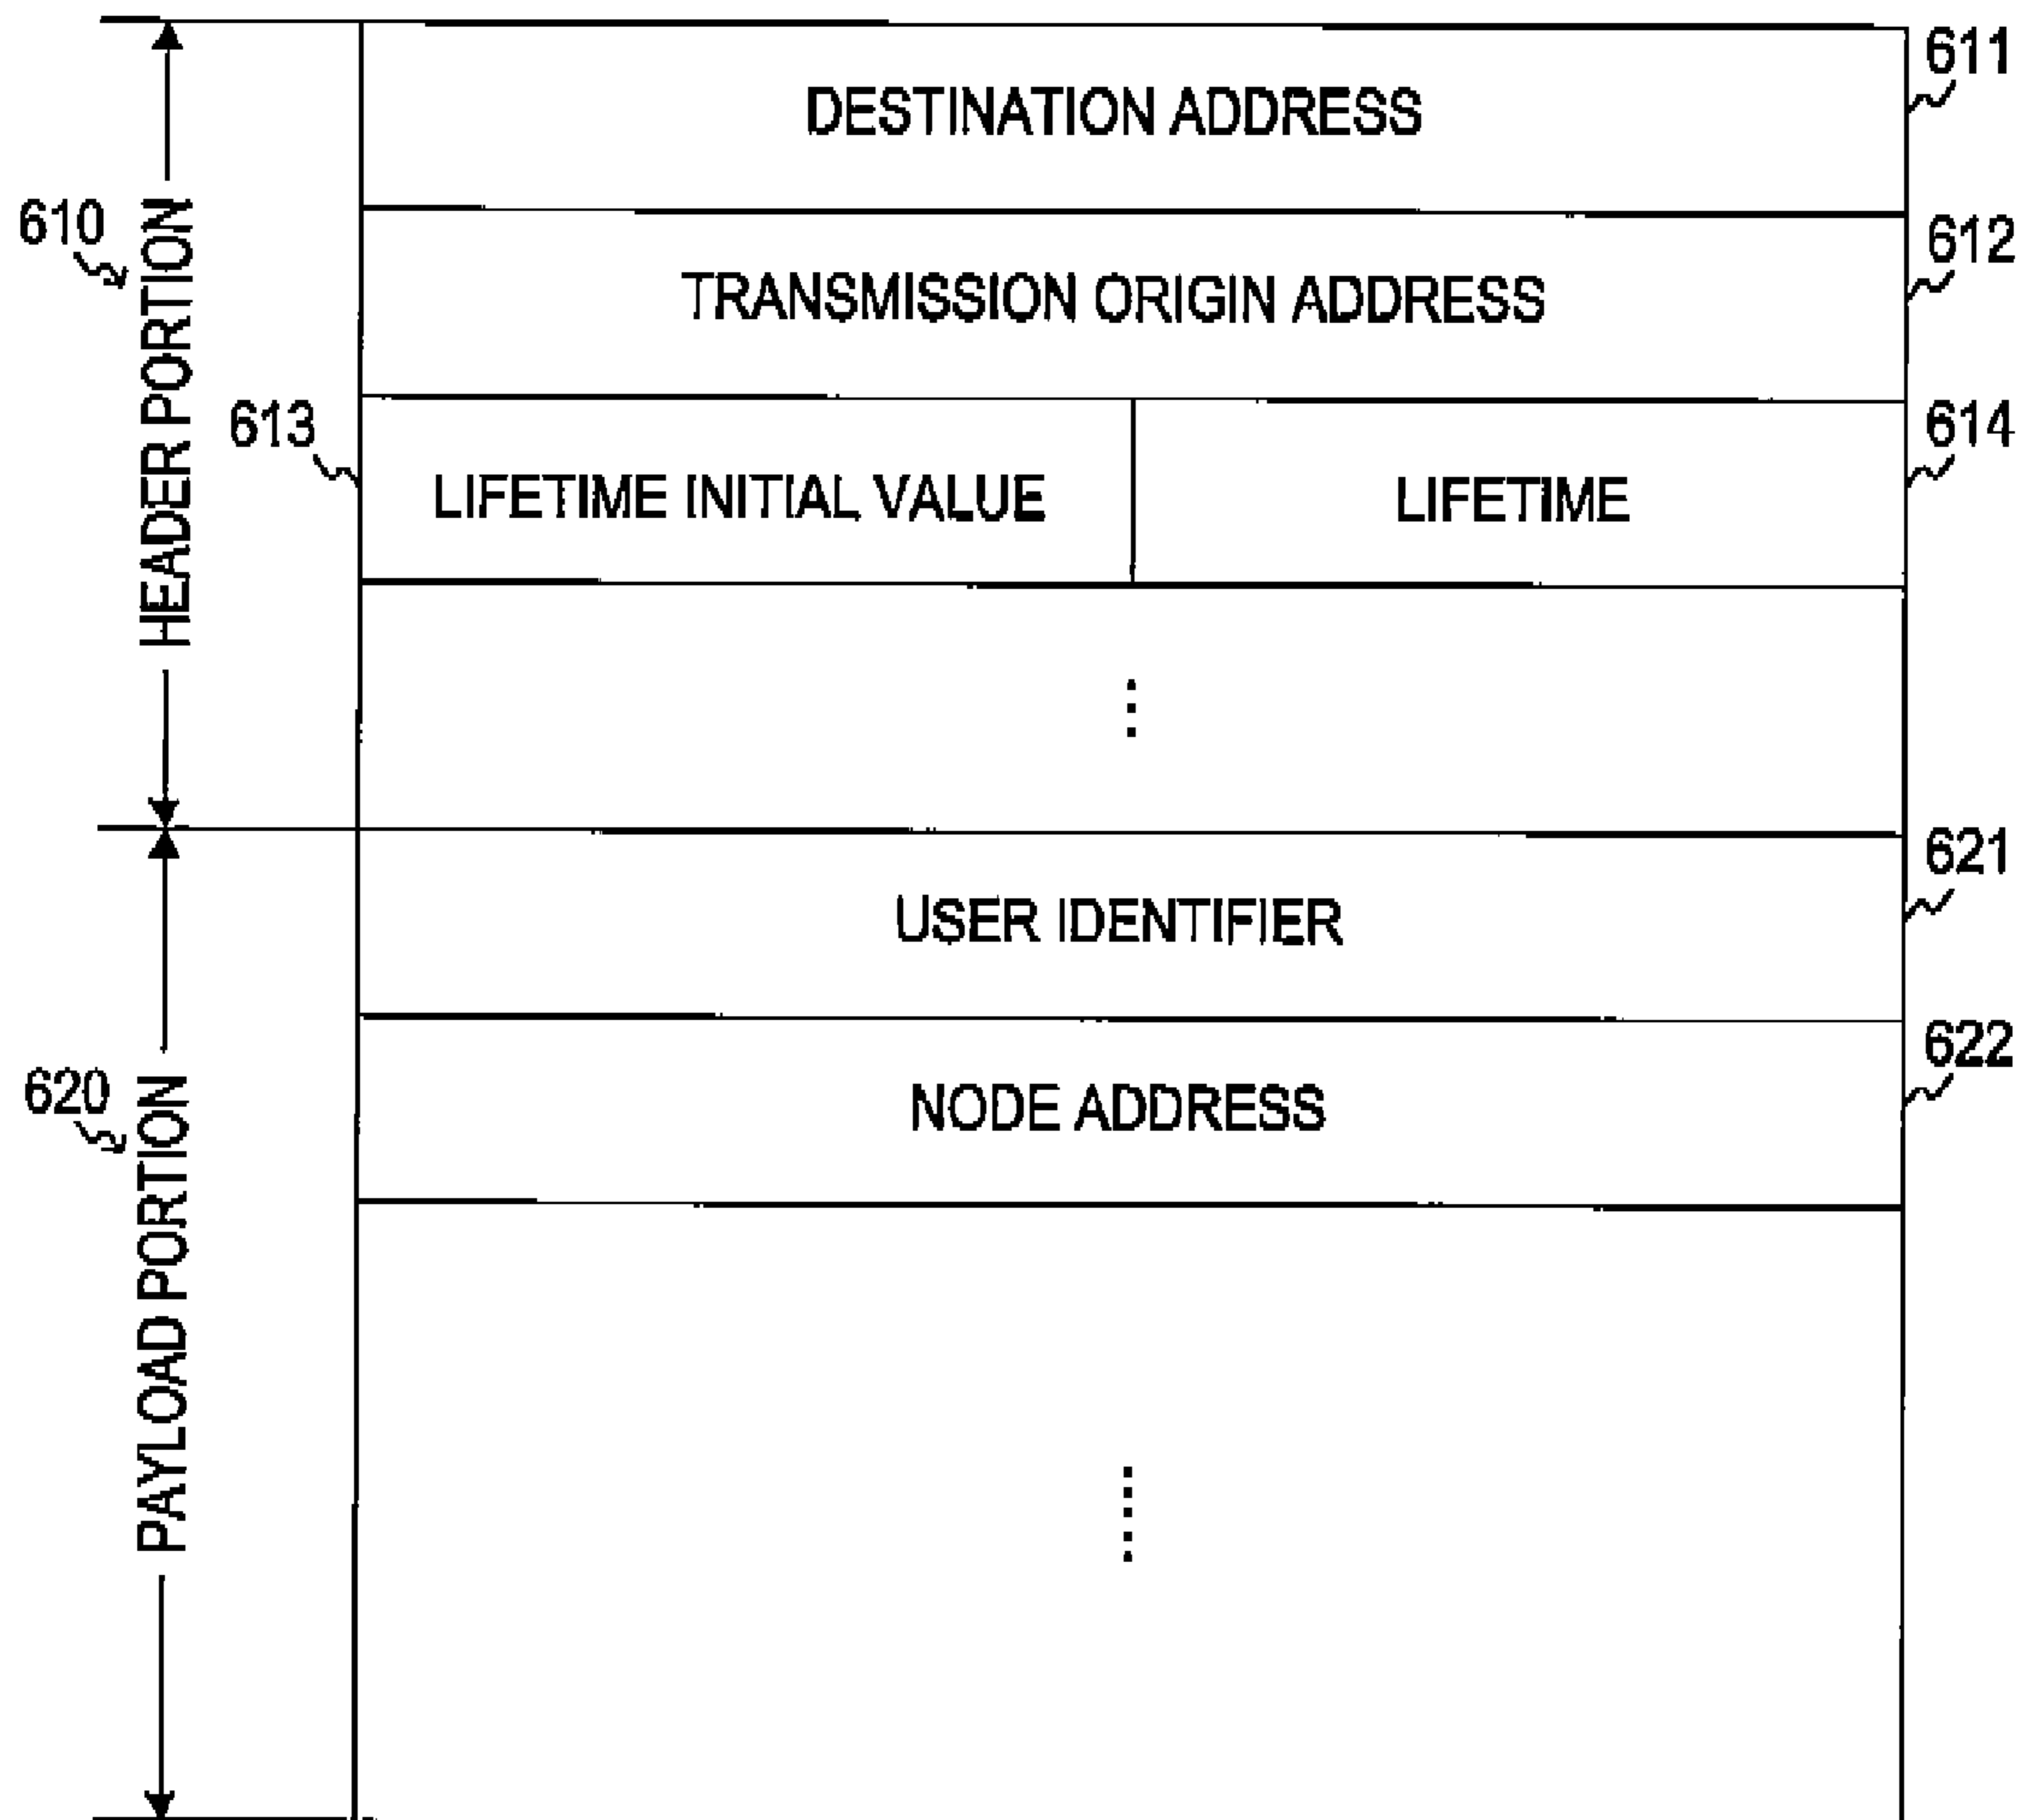 611
DESTINATION ADDRESS
610
HEADER PORTION
612
TRANSMISSION ORIGIN ADDRESS
613
614
LIFETIME INITIAL VALUE
LIFETIME
621
USER IDENTIFIER
622
NODE ADDRESS
620
PAYLOAD PORTION